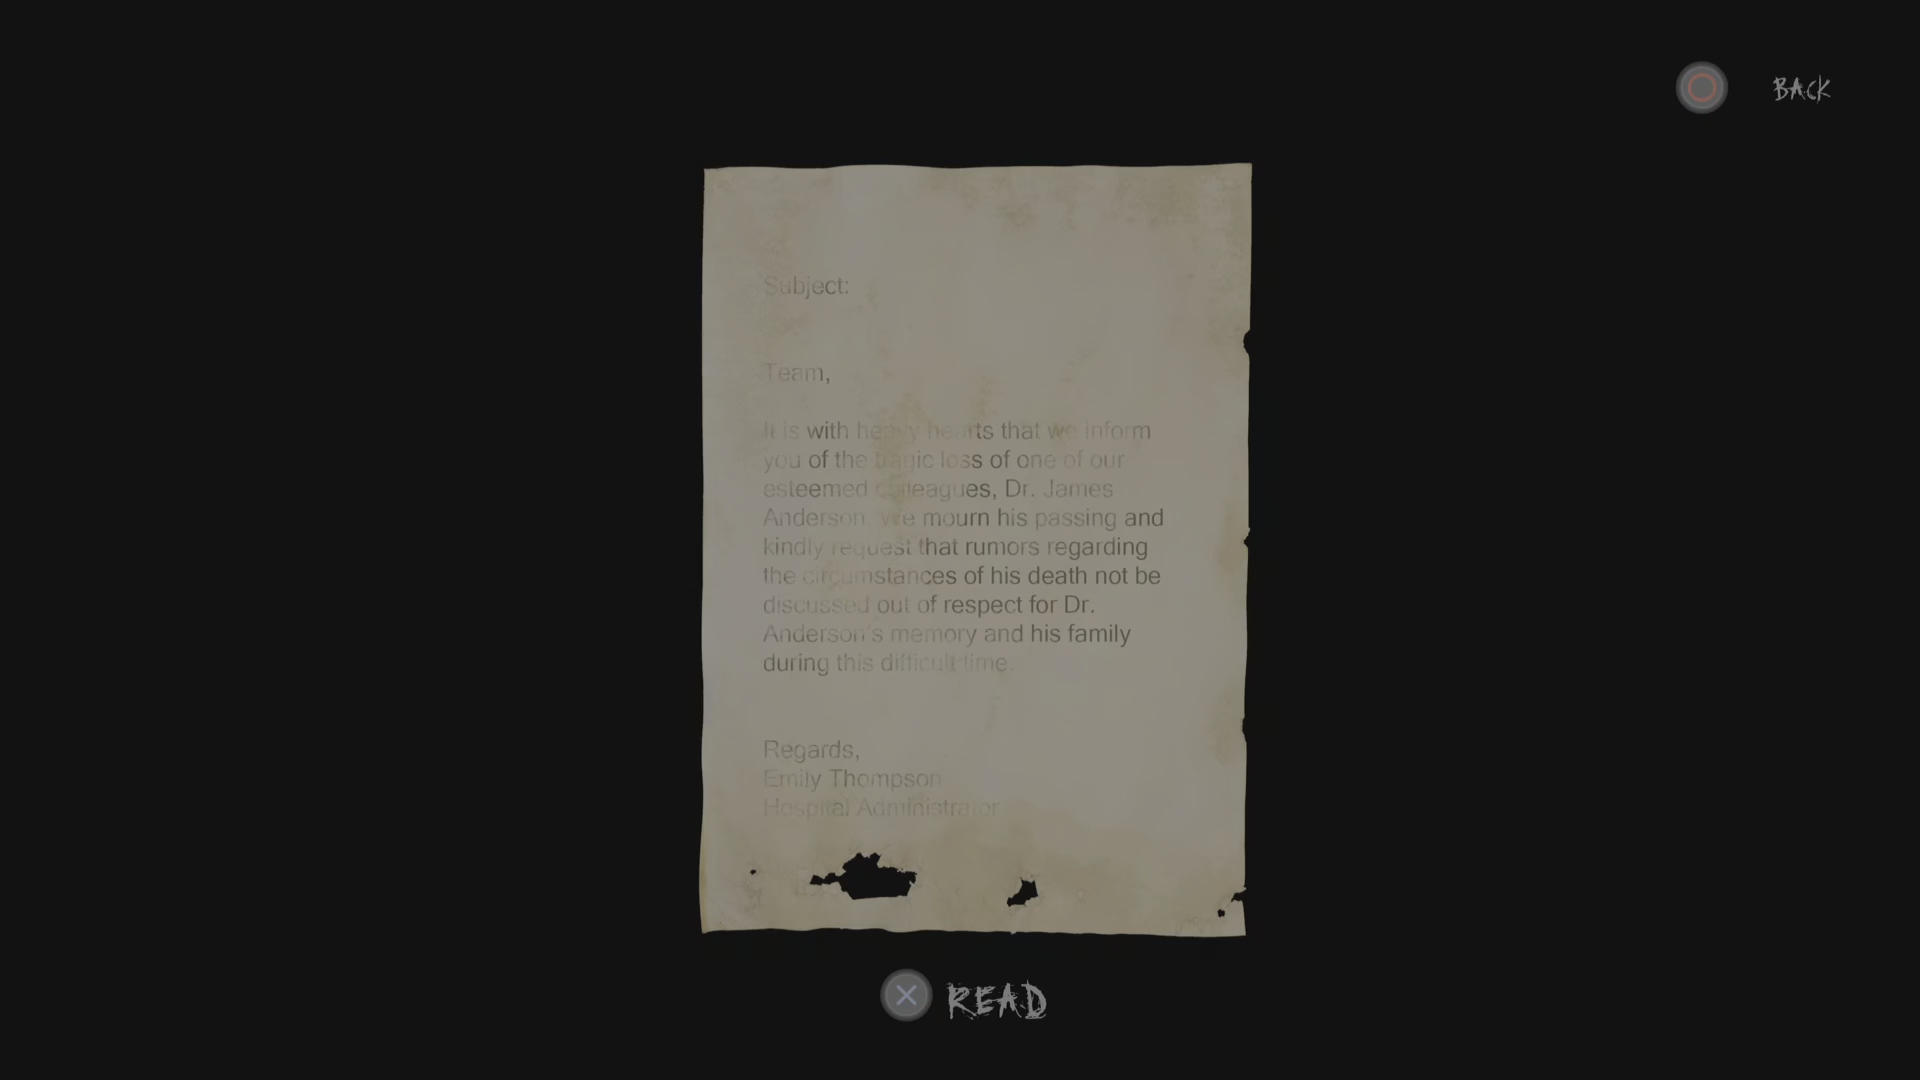 BACK
Subject:
Team,
It is with heavy hearts that we inform
you of the tragic loss of one of our
esteemed colleagues, Dr. James
Anderson. We mourn his passing and
kindly request that rumors regarding
the circumstances of his death not be
discussed out of respect for Dr.
Anderson's memory and his family
during this difficult time.
Regards,
Emily Thompson
Hospital Administrator
READ